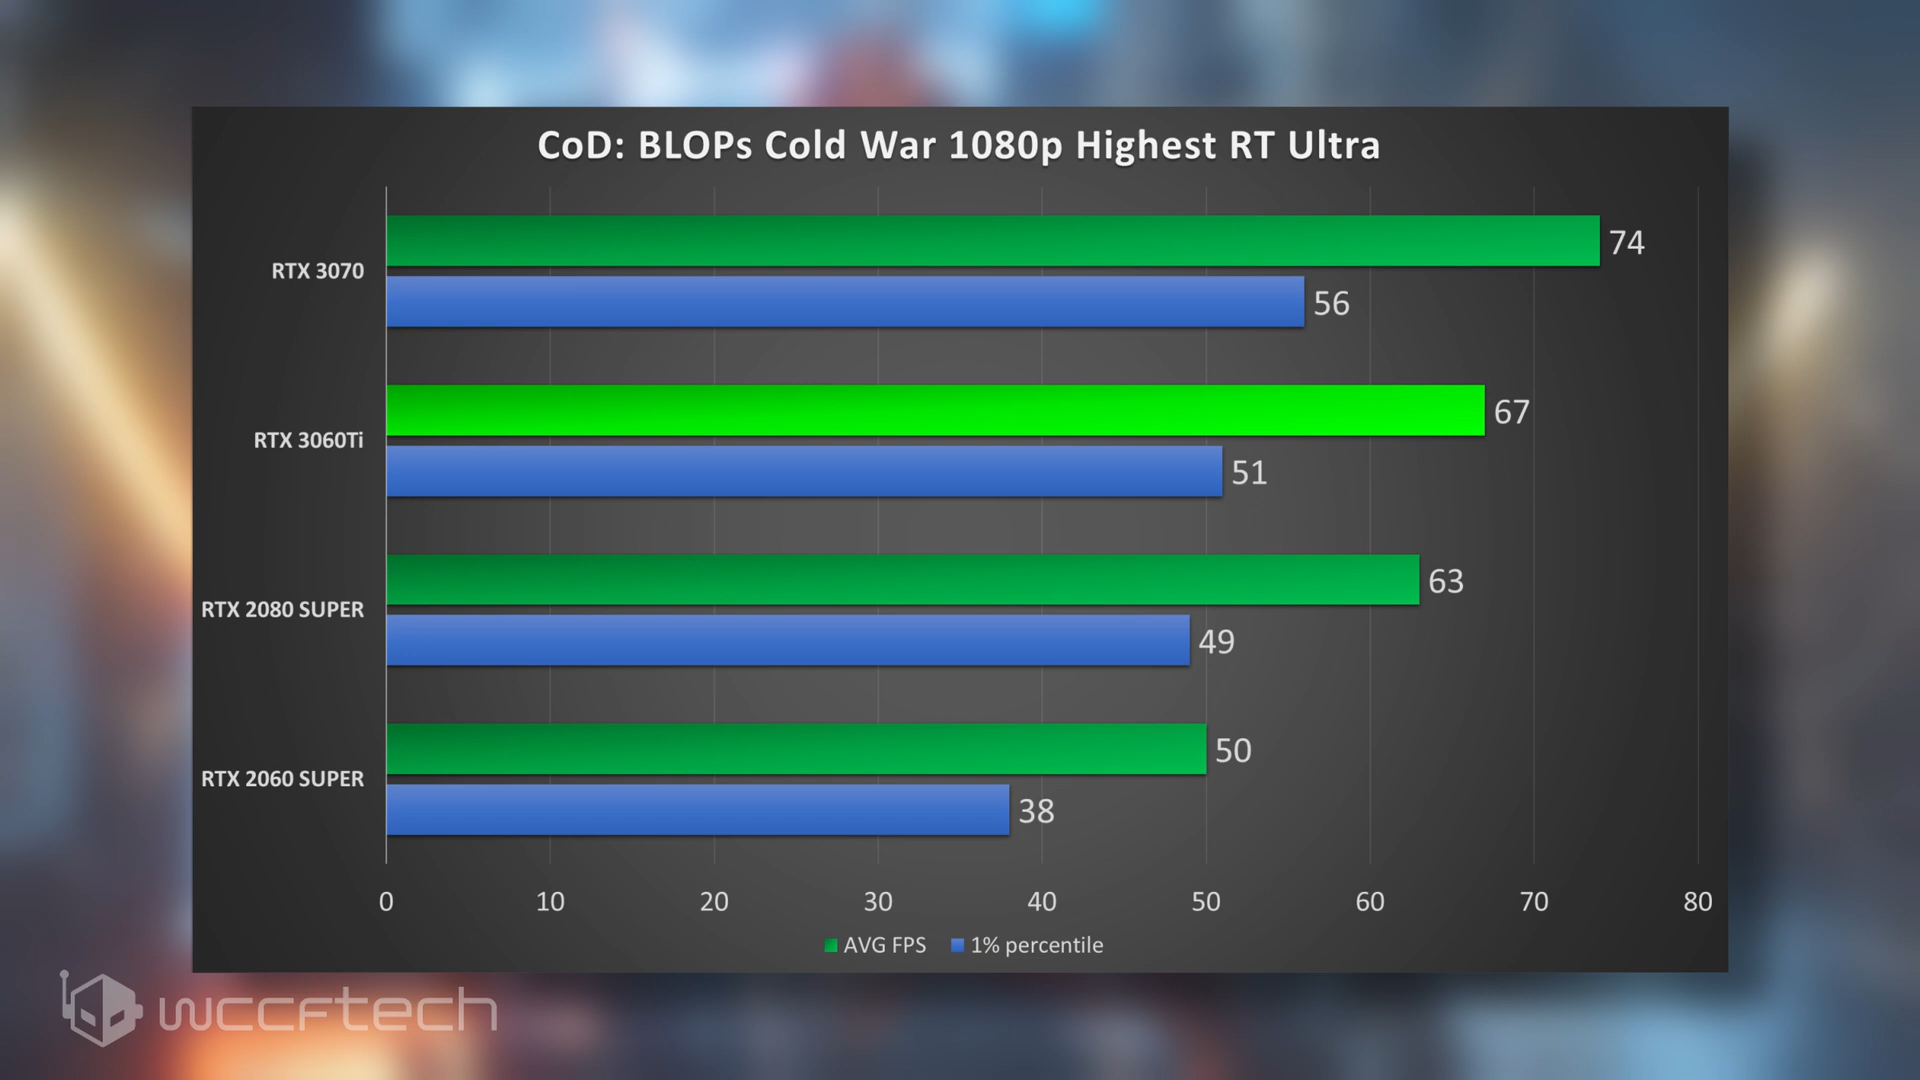 CoD: BLOPs Cold War 1080p Highest RT Ultra
RTX 3070
74
56
RTX 3060Ti
67
51
RTX 2080 SUPER
63
49
RTX 2060 SUPER
50
38
0 10 20 30 40 50 60 70 80
AVG FPS 1% percentile
wccftech